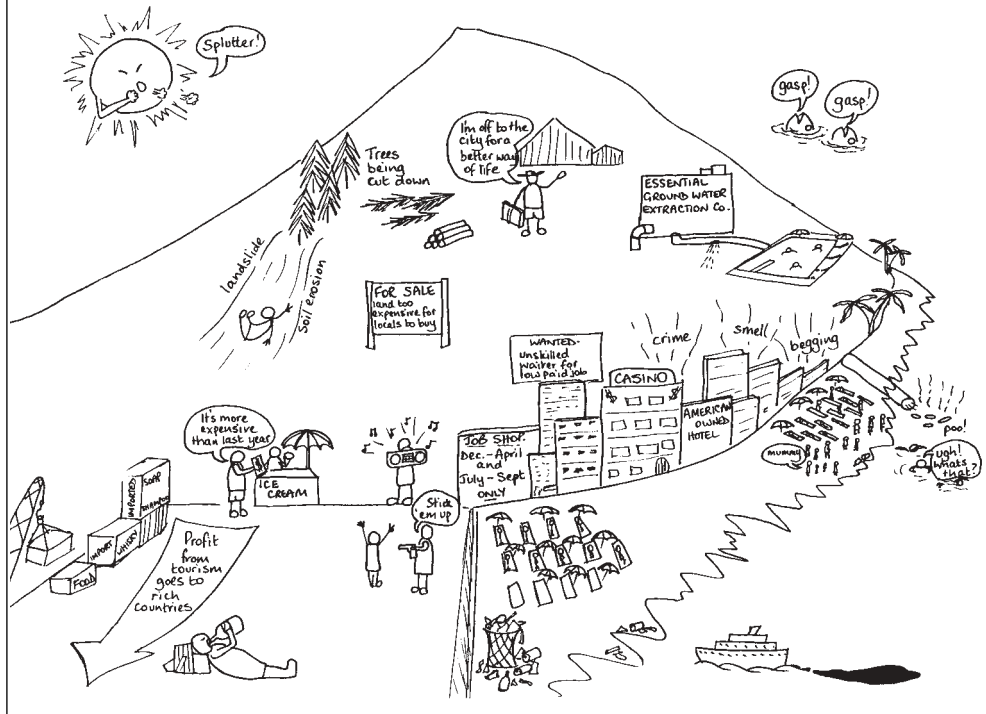 Splutter!
gasp!
gasp!
I'm off to the
city for a
better way
of life
Trees
being
cut down
ESSENTIAL
GROUND WATER
EXTRACTION CO.
landslide
Soil erosion
FOR SALE
land too
expensive for
locals to buy
WANTED-
unskilled
waiter for
low paid job
crime
smell
begging
CASINO
AMERICAN
OWNED
HOTEL
JOB SHOP.
Dec.-April
and
July-Sept
ONLY
poo!
mummy
ugh!
whats
that?
It's more
expensive
than last year
ICE
CREAM
Stick
em up
IMPORTED
SOAP
SHAMPOO
IMPORT
WHISKY
FOOD
Profit
from
tourism
goes to
rich
countries